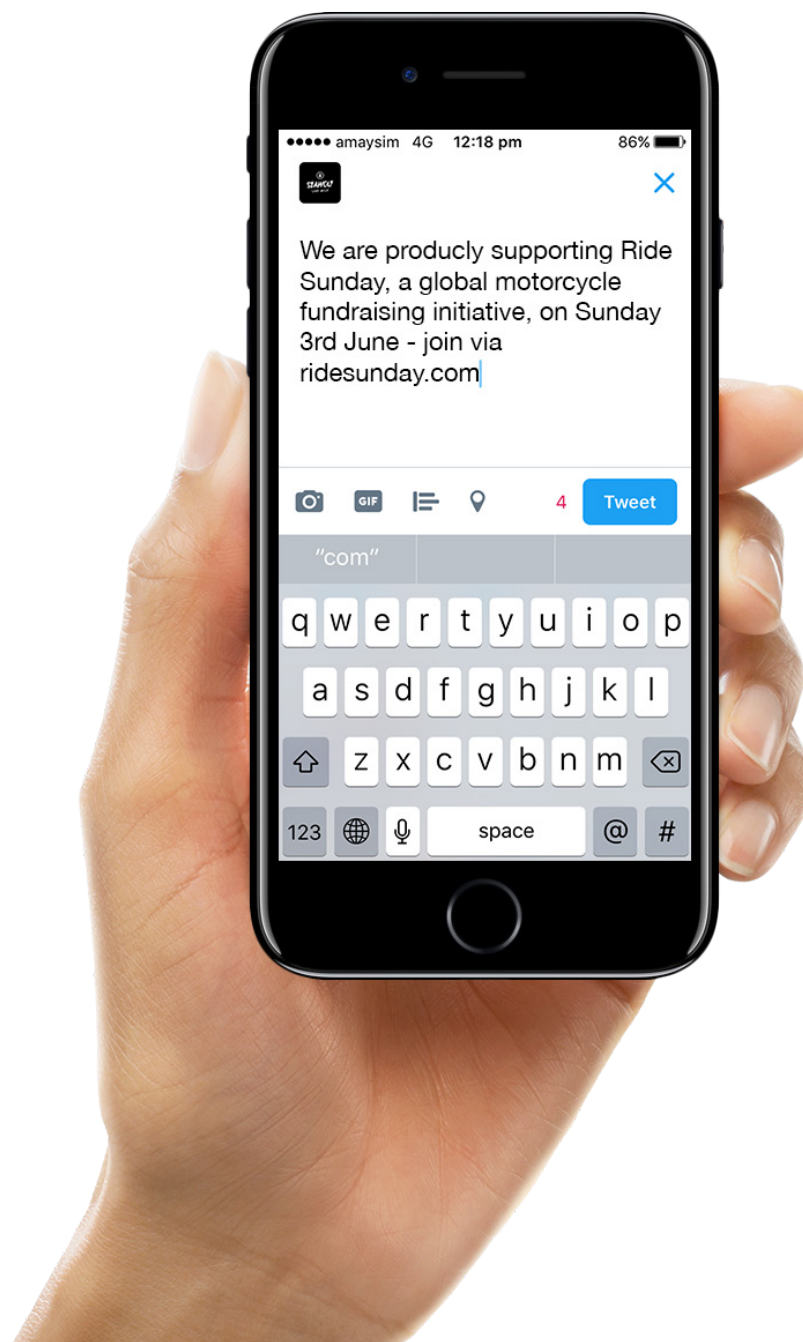 amaysim 4G 12:18 pm 86%
We are producly supporting Ride
Sunday, a global motorcycle
fundraising initiative, on Sunday
3rd June - join via
ridesunday.com
GIF 4 Tweet
"com"
q w e r t y u i o p
a s d f g h j k l
z x c v b n m
123 space @ #